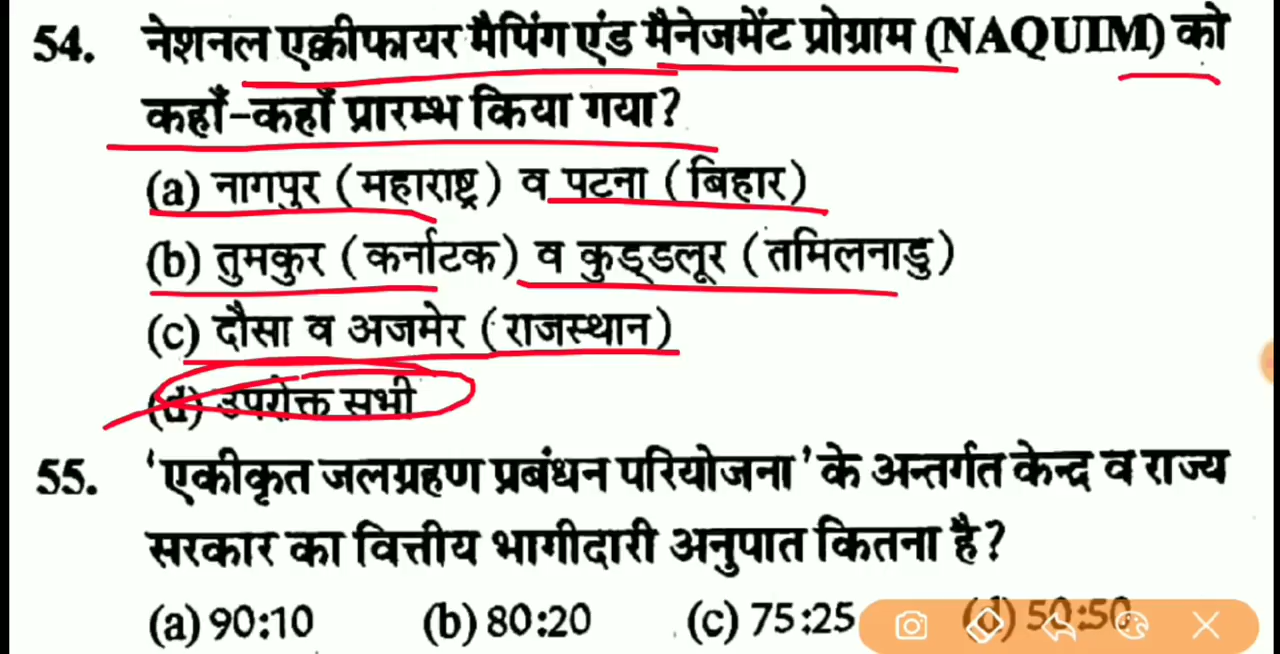 54. नेशनल एक्वीफायर मैपिंग एंड मैनेजमेंट प्रोग्राम (NAQUIM) को
कहाँ-कहाँ प्रारम्भ किया गया?
(a) नागपुर (महाराष्ट्र) व पटना (बिहार)
(b) तुमकुर (कर्नाटक) व कुड्डलूर (तमिलनाडु)
(c) दौसा व अजमेर (राजस्थान)
(d) उपरोक्त सभी
55. 'एकीकृत जलग्रहण प्रबंधन परियोजना' के अन्तर्गत केन्द्र व राज्य
सरकार का वित्तीय भागीदारी अनुपात कितना है?
(a) 90:10 (b) 80:20 (c) 75:25 (d) 50:50